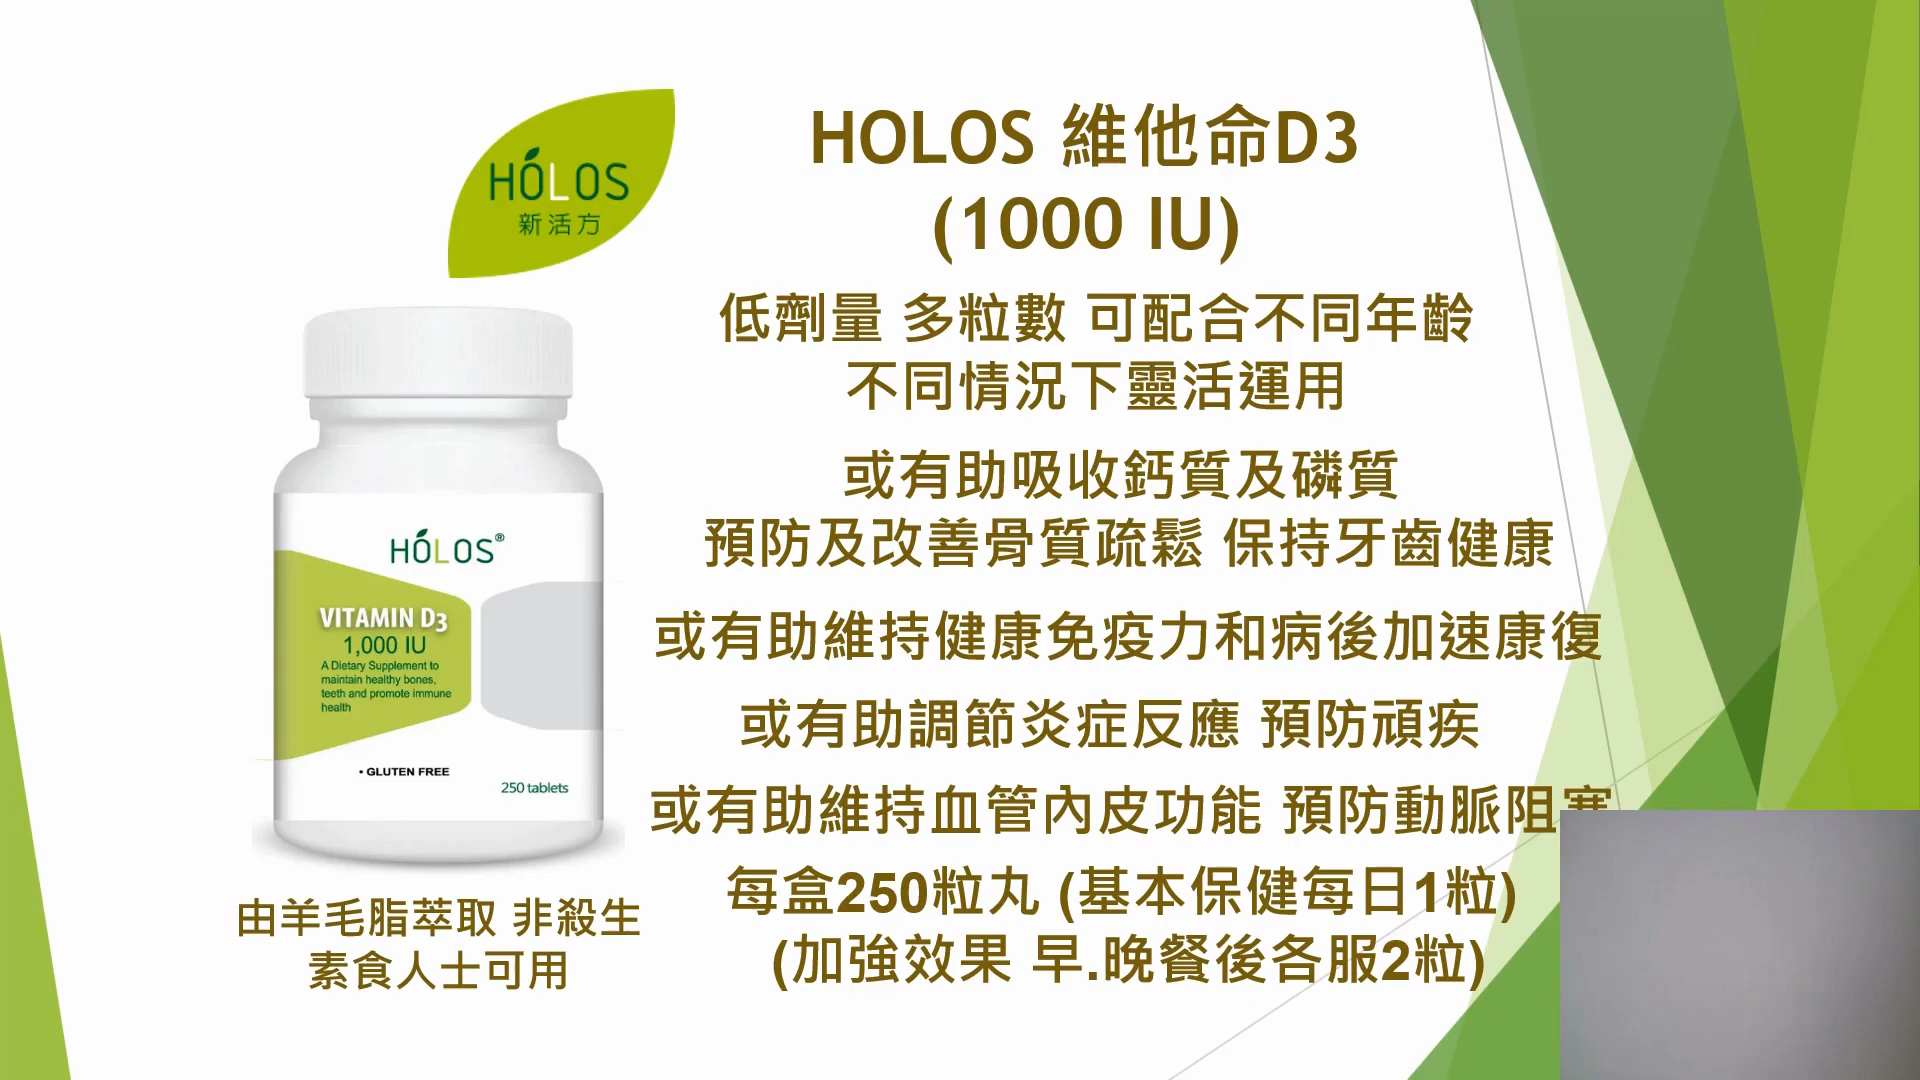 HOLOS
新活方
HOLOS 維他命D3
(1000 IU)
低劑量 多粒數 可配合不同年齡
不同情況下靈活運用
或有助吸收鈣質及磷質
預防及改善骨質疏鬆 保持牙齒健康
或有助維持健康免疫力和病後加速康復
或有助調節炎症反應 預防頑疾
或有助維持血管內皮功能 預防動脈阻塞
每盒250粒丸 (基本保健每日1粒)
(加強效果 早.晚餐後各服2粒)
HOLOS®
VITAMIN D3
1,000 IU
A Dietary Supplement to
maintain healthy bones,
teeth and promote immune
health
• GLUTEN FREE
250 tablets
由羊毛脂萃取 非殺生
素食人士可用